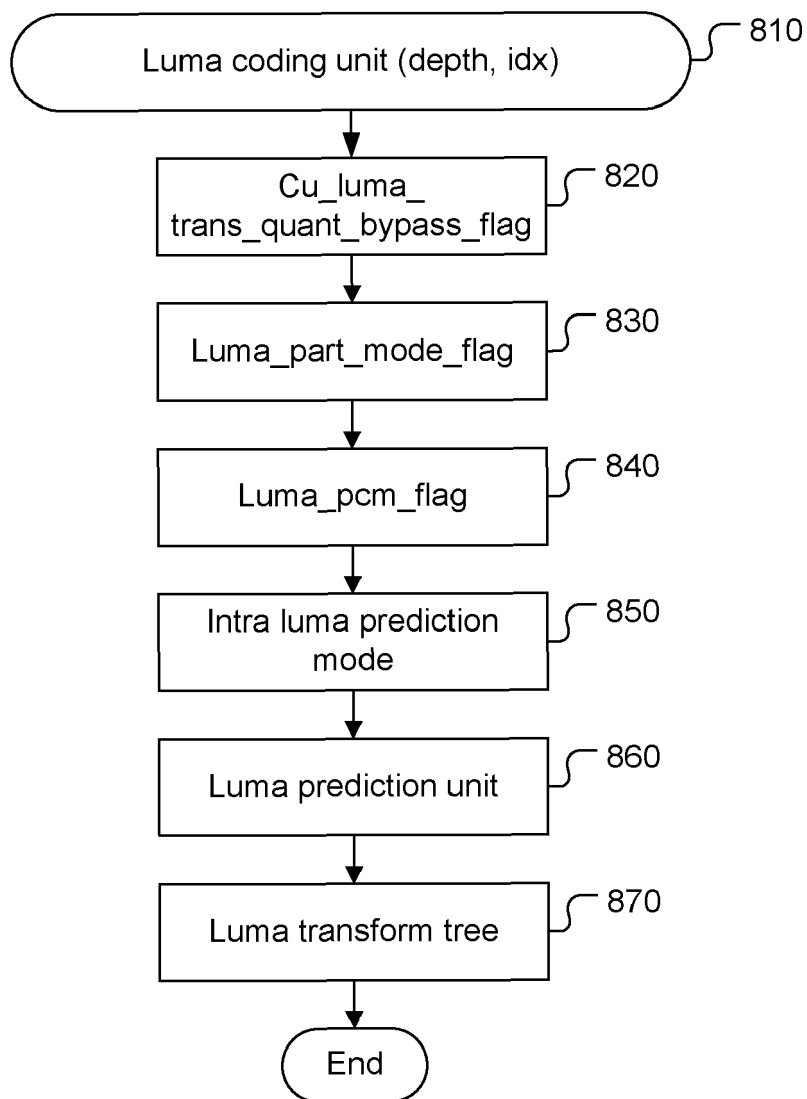 Luma coding unit (depth, idx)
810
Cu_luma_
trans_quant_bypass_flag
820
Luma_part_mode_flag
830
Luma_pcm_flag
840
Intra luma prediction
mode
850
Luma prediction unit
860
Luma transform tree
870
End